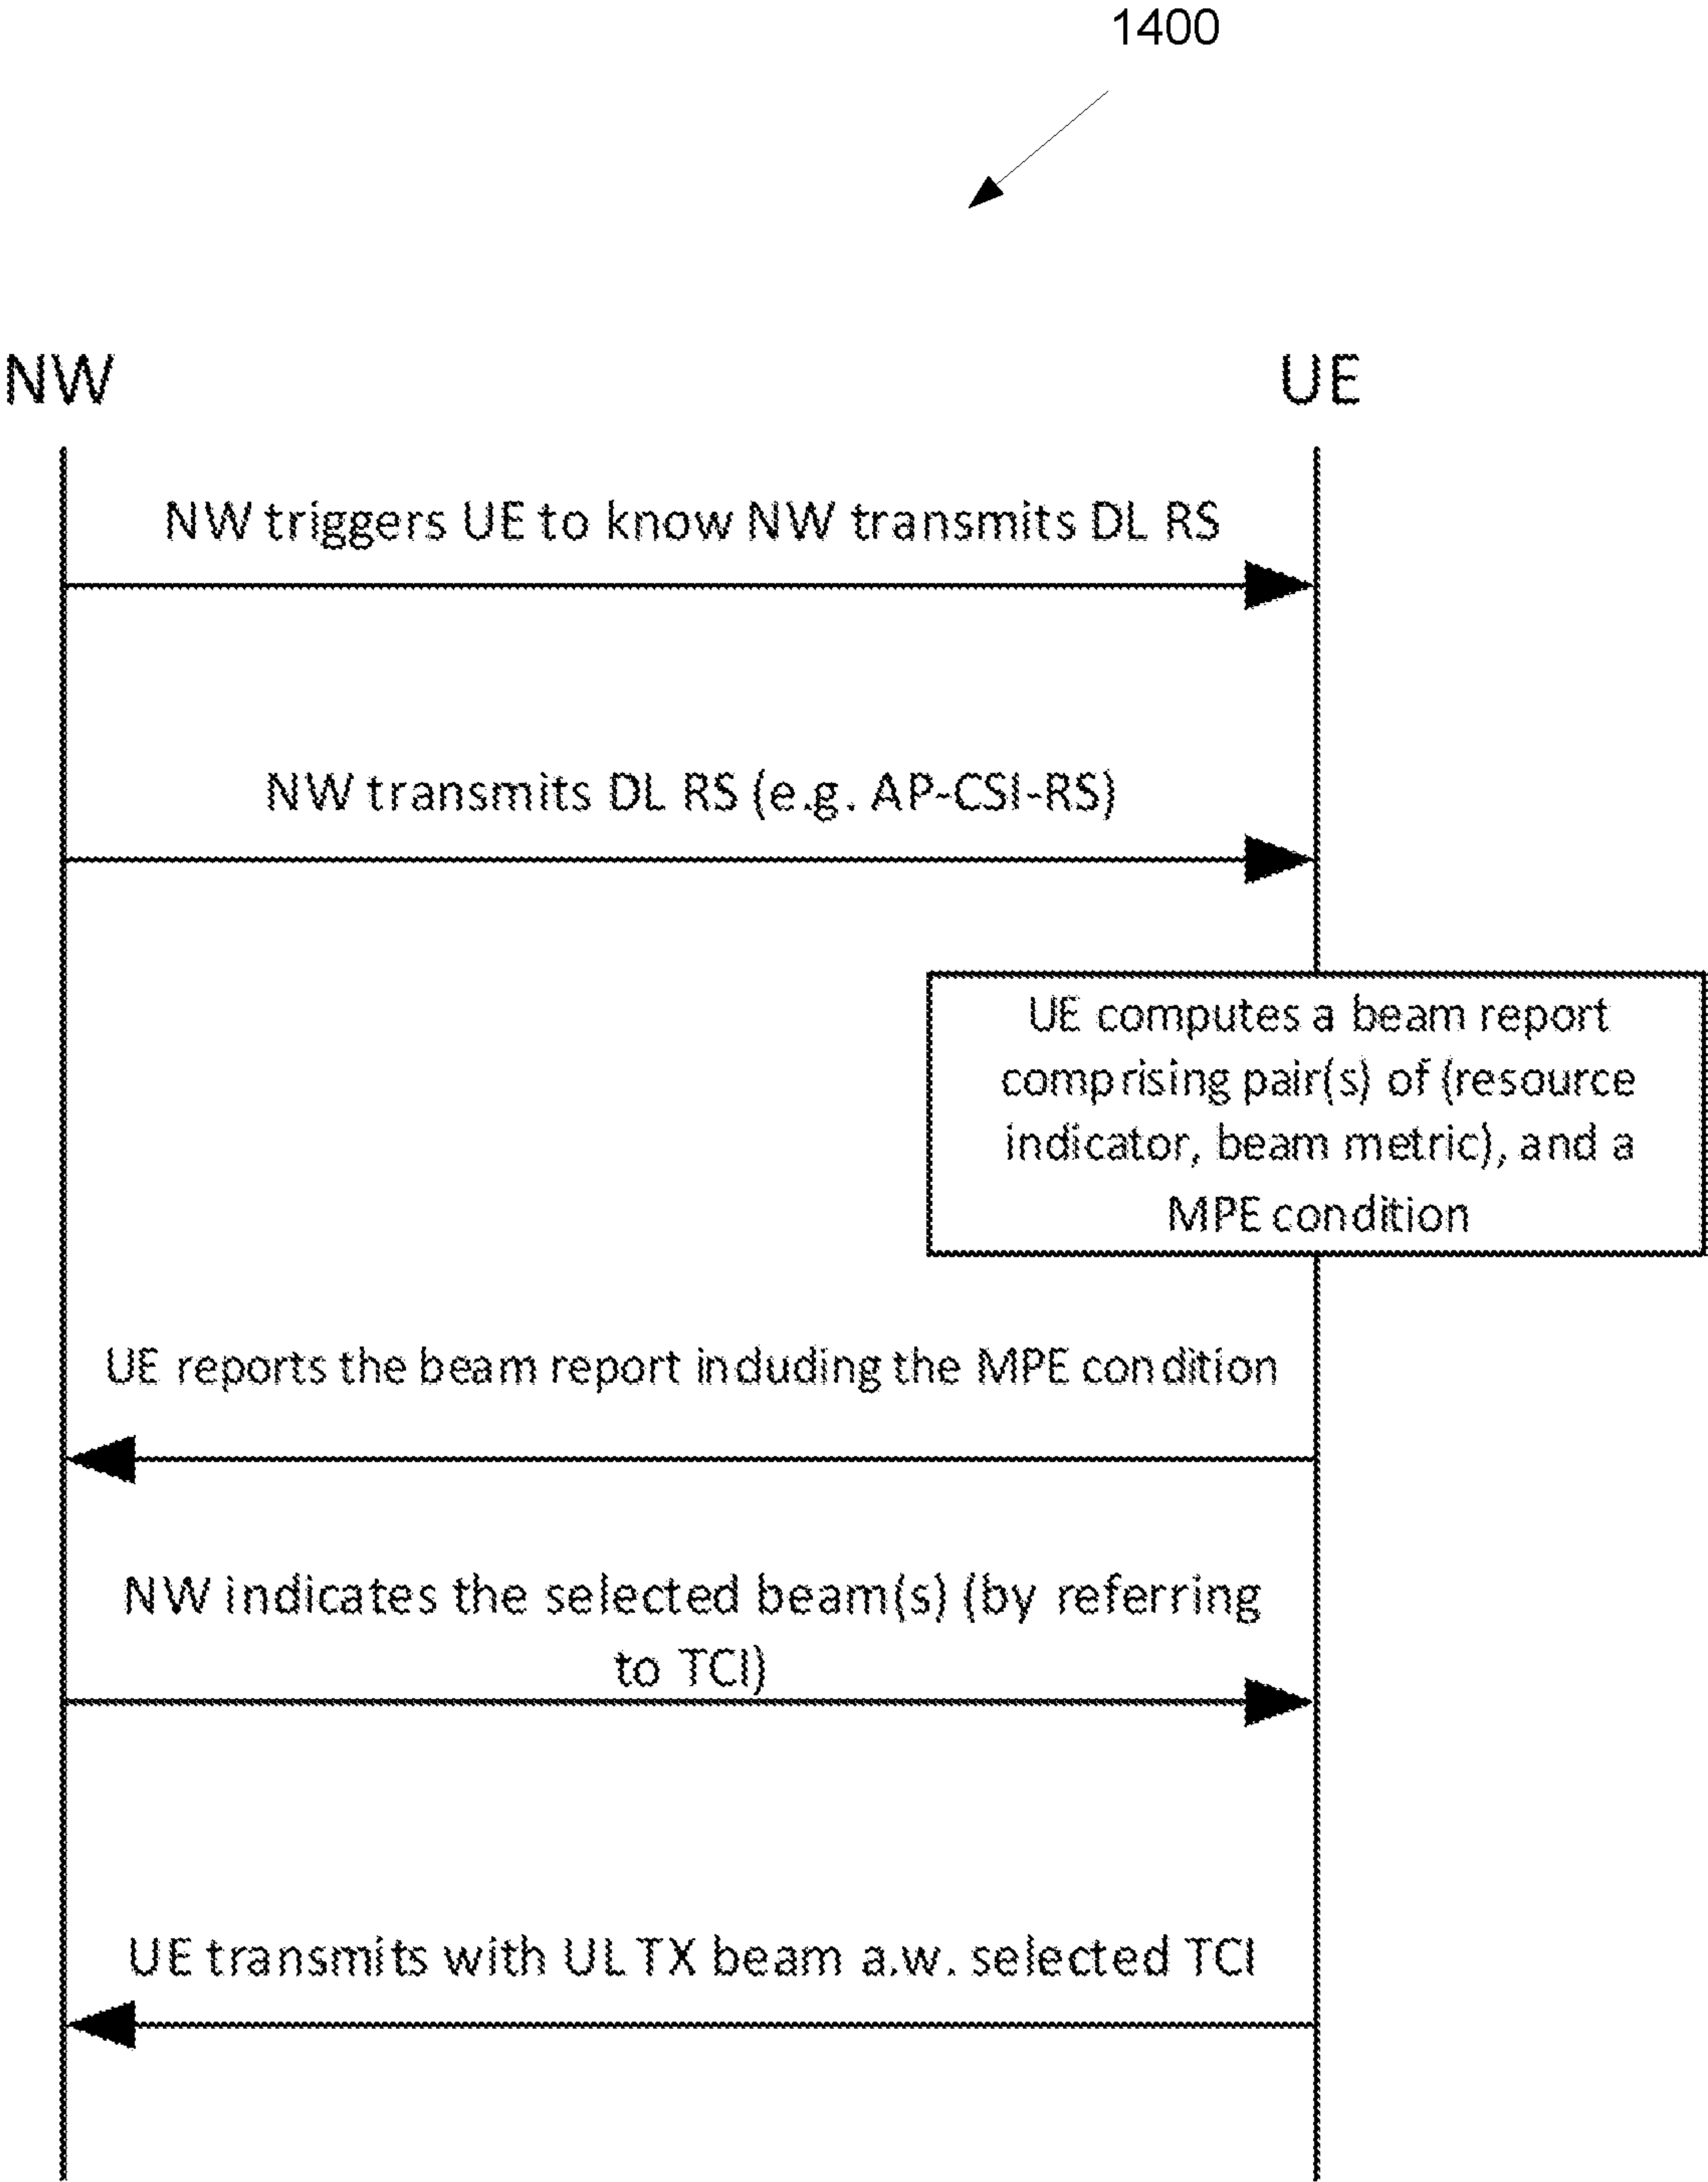 1400
NW
UE
NW triggers UE to know NW transmits DL RS
NW transmits DL RS (e.g. AP-CSI-RS)
UE computes a beam report
comprising pair(s) of (resource
indicator, beam metric), and a
MPE condition
UE reports the beam report including the MPE condition
NW indicates the selected beam(s) (by referring
to TCI)
UE transmits with UL TX beam a.w. selected TCI